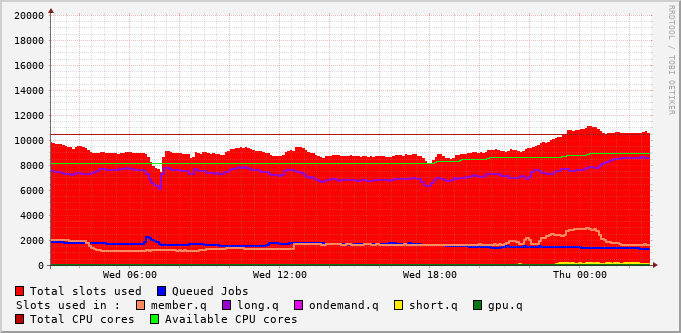 20000
18000
16000
14000
12000
10000
8000
6000
4000
2000
0
Wed 06:00 Wed 12:00 Wed 18:00 Thu 00:00
Total slots used Queued Jobs
Slots used in : member.q long.q ondemand.q short.q gpu.q
Total CPU cores Available CPU cores
RRDTOOL / TOBI OETIKER